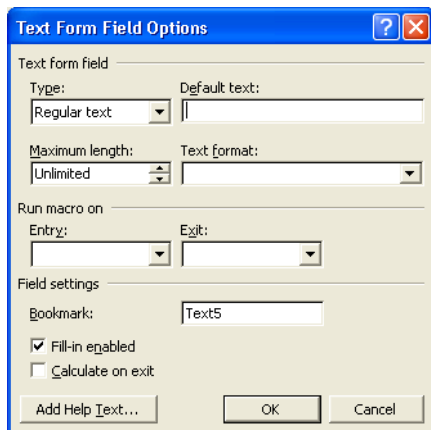 Text Form Field Options
Text form field
Type: Default text:
Regular text
Maximum length: Text format:
Unlimited
Run macro on
Entry: Exit:
Field settings
Bookmark: Text5
Fill-in enabled
Calculate on exit
Add Help Text... OK Cancel